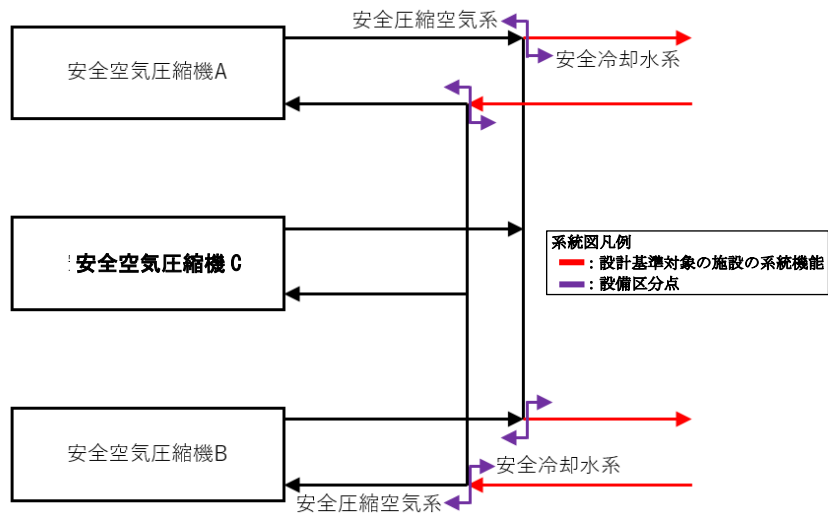 安全圧縮空気系
安全空気圧縮機A
安全冷却水系
安全空気圧縮機 C
系統図凡例
:設計基準対象の施設の系統機能
:設備区分点
安全空気圧縮機B
安全冷却水系
安全圧縮空気系